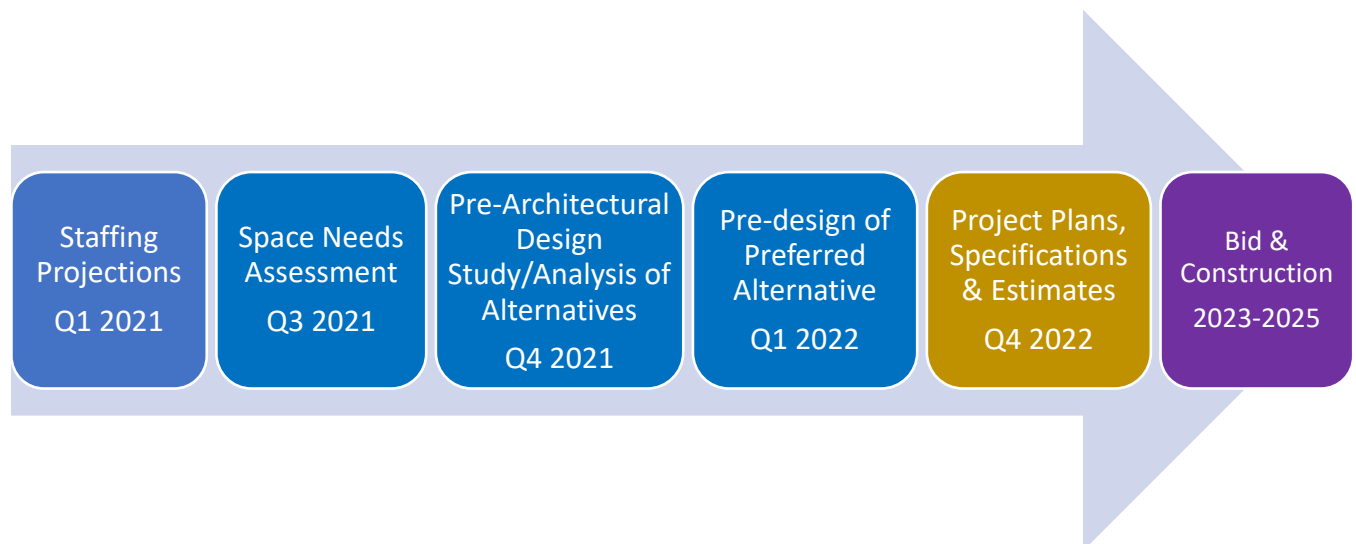 Staffing
Projections
Q1 2021
Space Needs
Assessment
Q3 2021
Pre-Architectural
Design
Study/Analysis of
Alternatives
Q4 2021
Pre-design of
Preferred
Alternative
Q1 2022
Project Plans,
Specifications
& Estimates
Q4 2022
Bid &
Construction
2023-2025